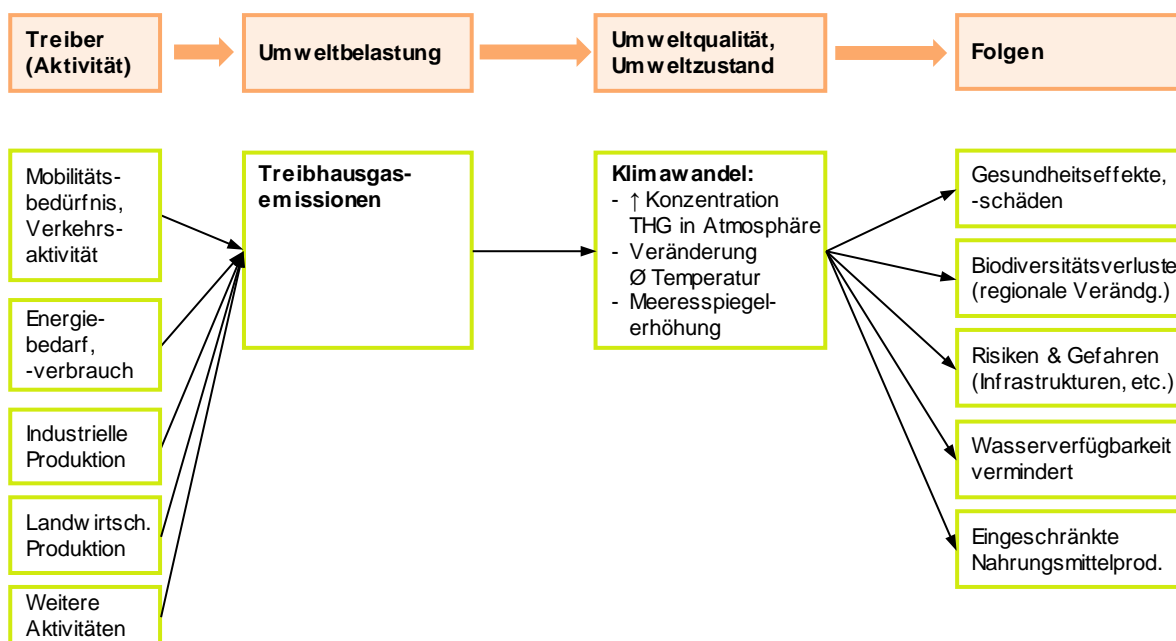 Treiber
(Aktivität)
Umweltbelastung
Umweltqualität,
Umweltzustand
Folgen
Mobilitäts-
bedürfnis,
Verkehrs-
aktivität
Energie-
bedarf,
-verbrauch
Industrielle
Produktion
Landwirtsch.
Produktion
Weitere
Aktivitäten
Treibhausgas-
emissionen
Klimawandel:
- ↑ Konzentration
THG in Atmosphäre
- Veränderung
Ø Temperatur
- Meeresspiegel-
erhöhung
Gesundheitseffekte,
-schäden
Biodiversitätsverluste
(regionale Verändg.)
Risiken & Gefahren
(Infrastrukturen, etc.)
Wasserverfügbarkeit
vermindert
Eingeschränkte
Nahrungsmittelprod.